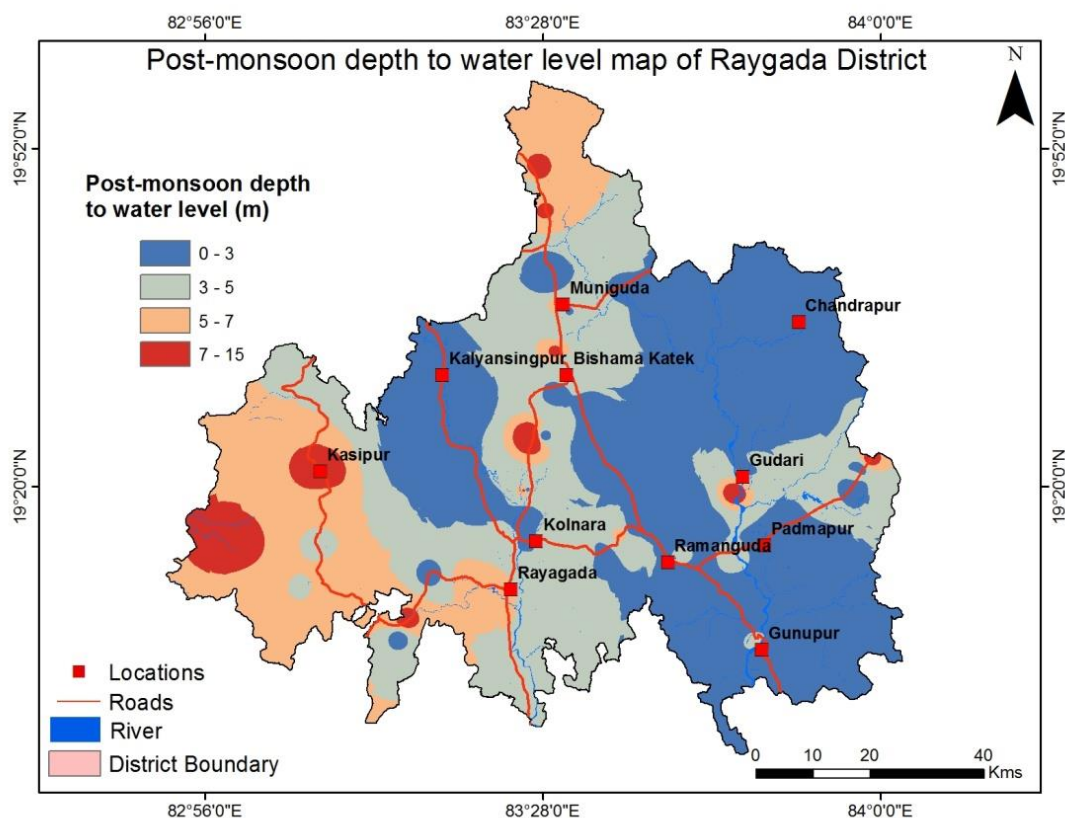 82°56'0"E 83°28'0"E 84°0'0"E
Post-monsoon depth to water level map of Raygada District
N
19°52'0"N 19°52'0"N
Post-monsoon depth
to water level (m)
0 - 3
3 - 5
5 - 7
7 - 15
Muniguda
Chandrapur
Kalyansingpur Bishama Katek
Kasipur
Gudari
19°20'0"N 19°20'0"N
Kolnara
Padmapur
Ramanguda
Rayagada
Gunupur
Locations
Roads
River
District Boundary
0 10 20 40
Kms
82°56'0"E 83°28'0"E 84°0'0"E